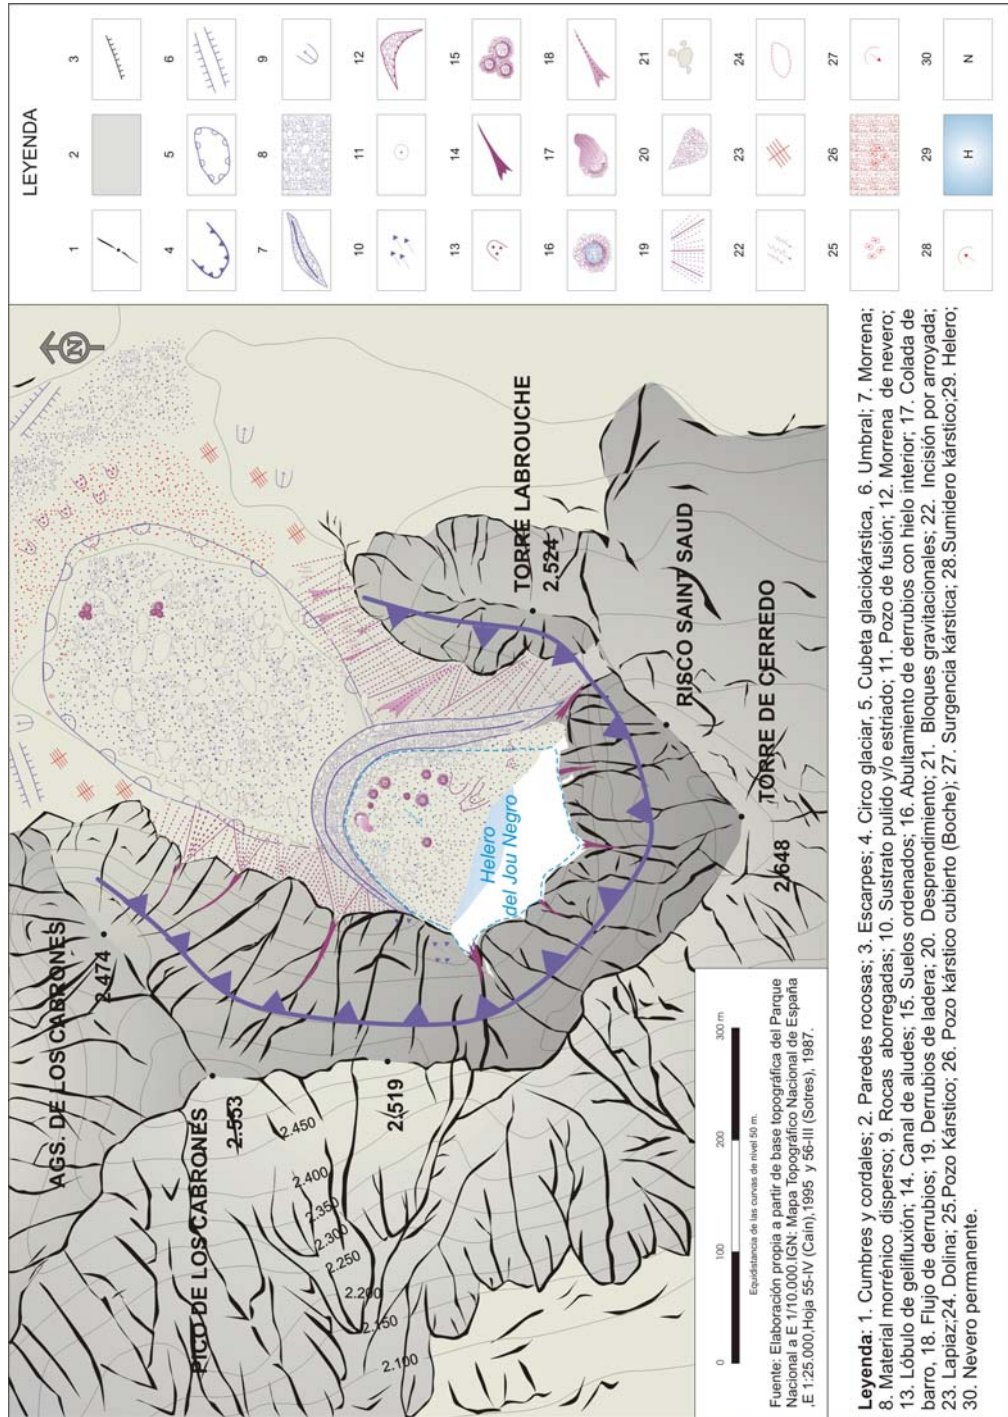 LEYENDA
1 2 3
4 5 6
7 8 9
10 11 12
13 14 15
16 17 18
19 20 21
22 23 24
25 26 27
28 29 30
H N
N
AGS. DE LOS CABRONES
2.474
PICO DE LOS CABRONES
2.553
2.519
2.450
2.400
2.350
2.300
2.250
2.200
2.150
2.100
Helero
del Jou Negro
TORRE LABROUCHE
2.524
RISCO SAINT SAUD
TORRE DE CERREDO
2.648
0 100 200 300 m
Equidistancia de las curvas de nivel 50 m.
Fuente: Elaboración propia a partir de base topográfica del Parque
Nacional a E 1/10.000.IGN: Mapa Topográfico Nacional de España
,E 1:25.000,Hoja 55-IV (Caín),1995 y 56-III (Sotres), 1987.
Leyenda: 1. Cumbres y cordales; 2. Paredes rocosas; 3. Escarpes; 4. Circo glaciar, 5. Cubeta glaciokárstica, 6. Umbral; 7. Morrena;
8. Material morrénico disperso; 9. Rocas aborregadas; 10. Sustrato pulido y/o estriado; 11. Pozo de fusión; 12. Morrena de nevero;
13. Lóbulo de gelifluxión; 14. Canal de aludes; 15. Suelos ordenados; 16. Abultamiento de derrubios con hielo interior; 17. Colada de
barro, 18. Flujo de derrubios; 19. Derrubios de ladera; 20. Desprendimiento; 21. Bloques gravitacionales; 22. Incisión por arroyada;
23. Lapiaz;24. Dolina; 25.Pozo Kárstico; 26. Pozo kárstico cubierto (Boche); 27. Surgencia kárstica; 28.Sumidero kárstico;29. Helero;
30. Nevero permanente.